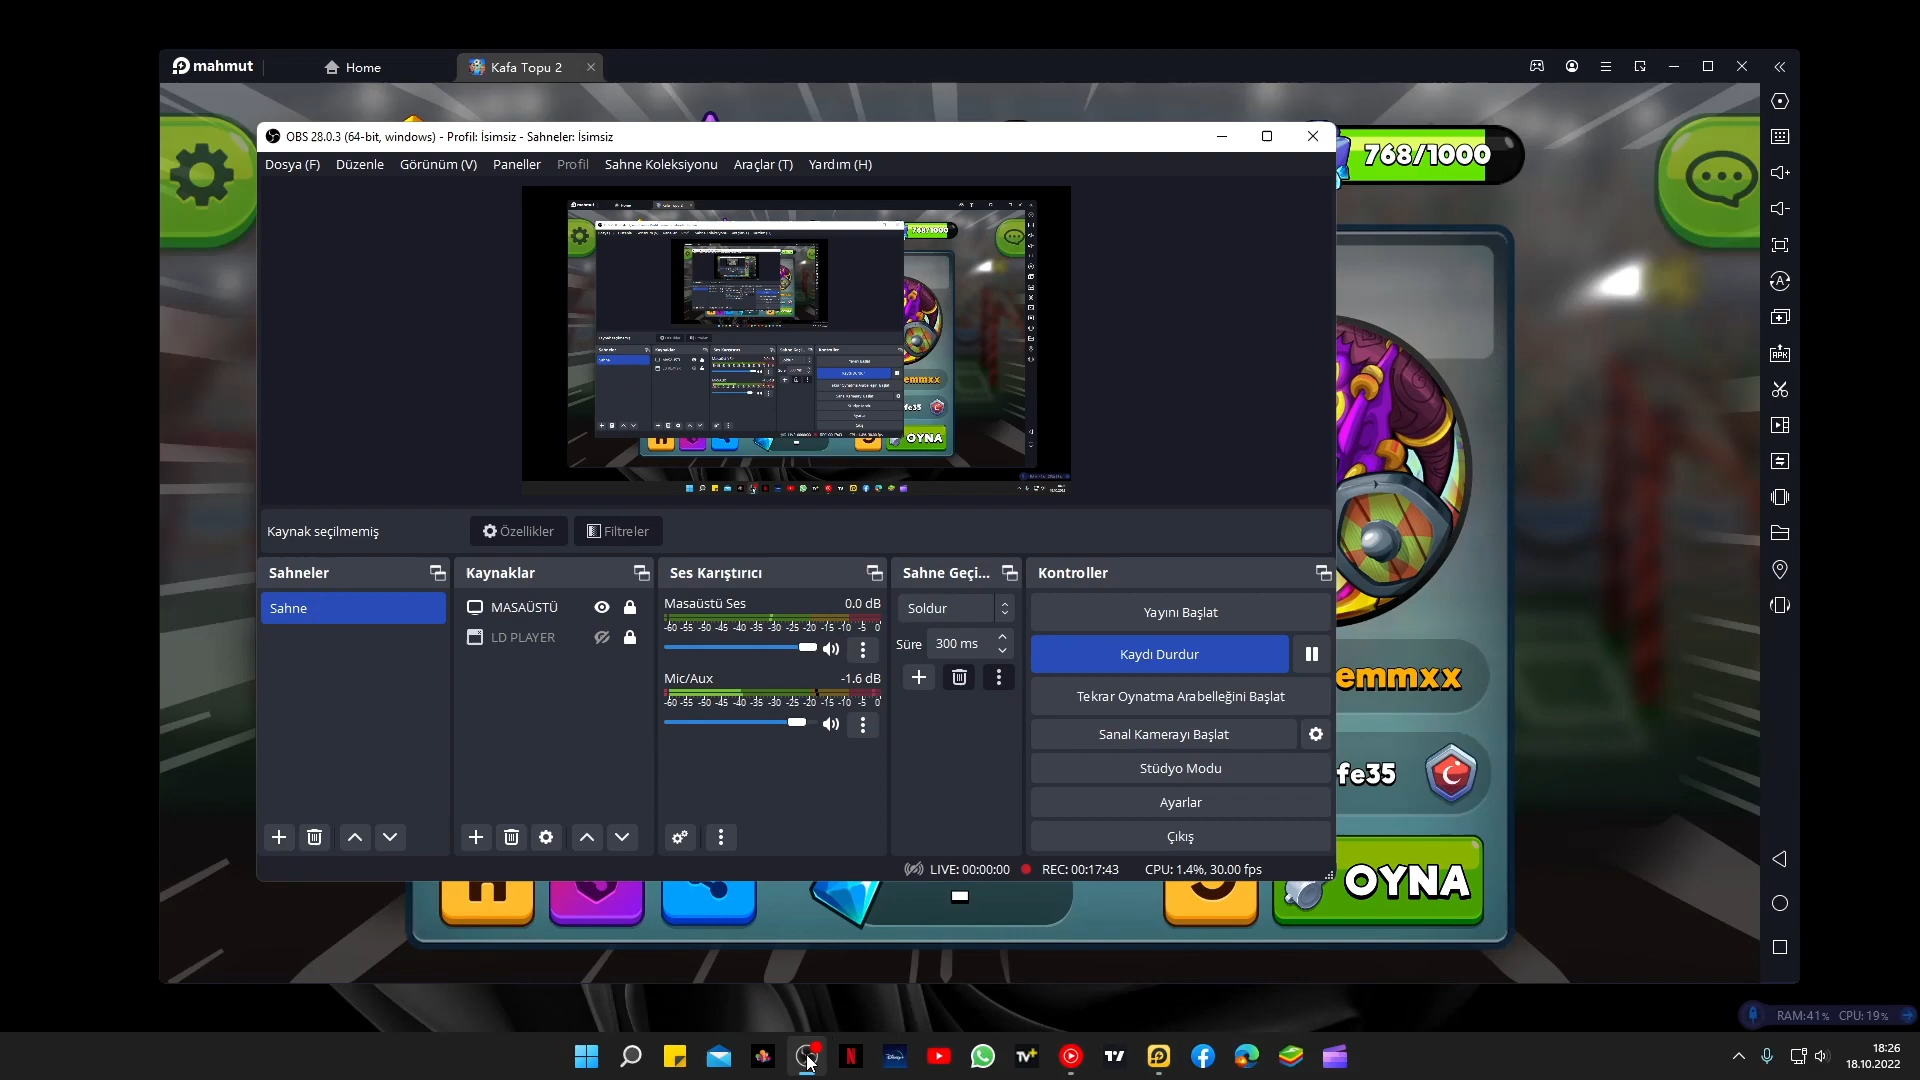 mahmut
Home
Kafa Topu 2
OBS 28.0.3 (64-bit, windows) - Profil: İsimsiz - Sahneler: İsimsiz
Dosya (F) Düzenle Görünüm (V) Paneller Profil Sahne Koleksiyonu Araçlar (T) Yardım (H)
768/1000
Kaynak seçilmemiş
Özellikler
Filtreler
Sahneler
Sahne
Kaynaklar
MASAÜSTÜ
LD PLAYER
Ses Karıştırıcı
Masaüstü Ses 0.0 dB
-60 -55 -50 -45 -40 -35 -30 -25 -20 -15 -10 -5 0
Mic/Aux -1.6 dB
-60 -55 -50 -45 -40 -35 -30 -25 -20 -15 -10 -5 0
Sahne Geçi...
Soldur
Süre 300 ms
Kontroller
Yayını Başlat
Kaydı Durdur
Tekrar Oynatma Arabelleğini Başlat
Sanal Kamerayı Başlat
Stüdyo Modu
Ayarlar
Çıkış
LIVE: 00:00:00 REC: 00:17:43 CPU: 1.4%, 30.00 fps
emmxx
fe35
OYNA
APK
RAM:41% CPU:19%
N
Disney+
TV+
18:26
18.10.2022